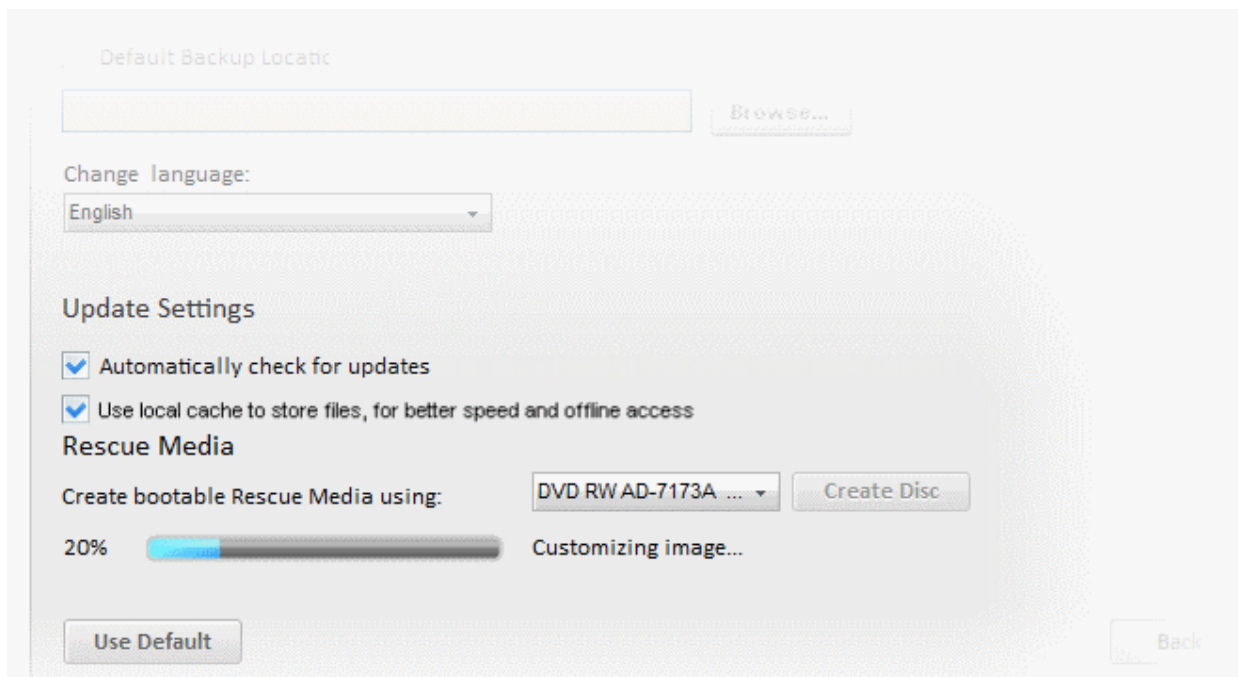 Default Backup Locatic
Browse...
Change language:
English
Update Settings
Automatically check for updates
Use local cache to store files, for better speed and offline access
Rescue Media
Create bootable Rescue Media using: DVD RW AD-7173A ... Create Disc
20% Customizing image...
Use Default Back